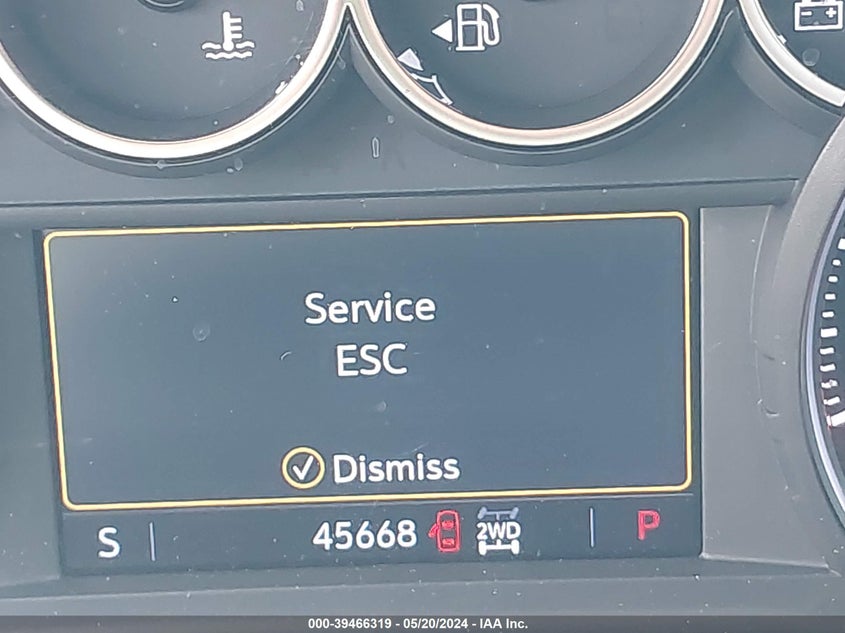 Service
ESC
Dismiss
S 45668 2WD P
000-39466319 - 05/20/2024 - IAA Inc.